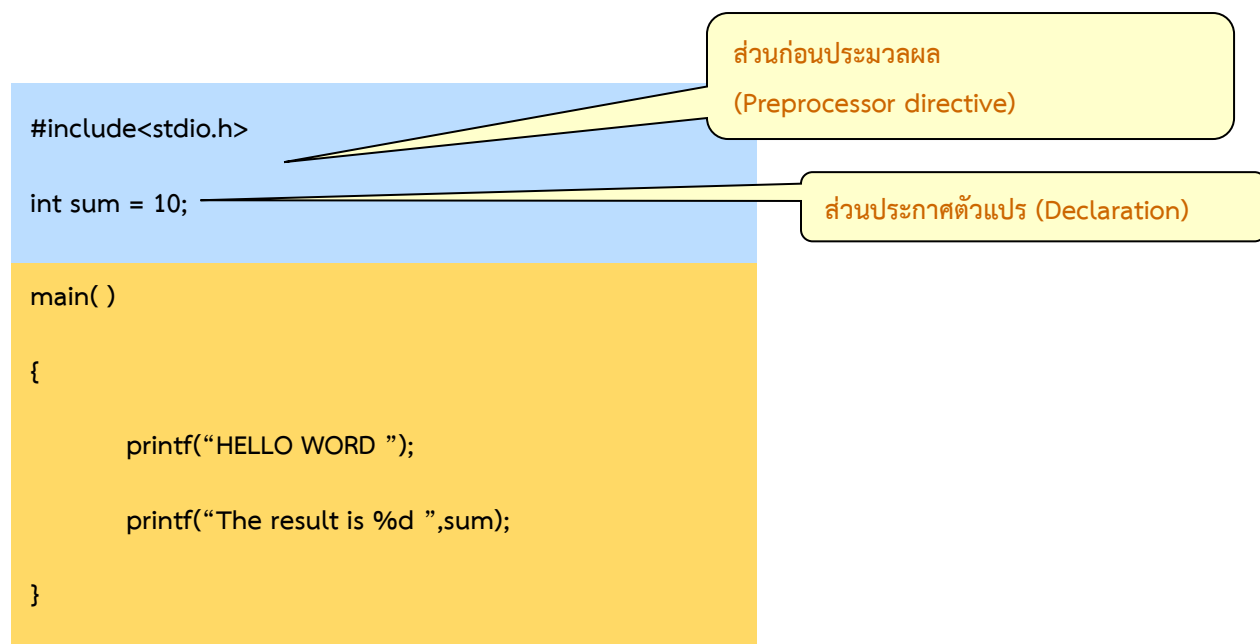 ส่วนก่อนประมวลผล
(Preprocessor directive)
#include<stdio.h>
int sum = 10;
ส่วนประกาศตัวแปร (Declaration)
main( )
{
printf(“HELLO WORD ”);
printf(“The result is %d ”,sum);
}